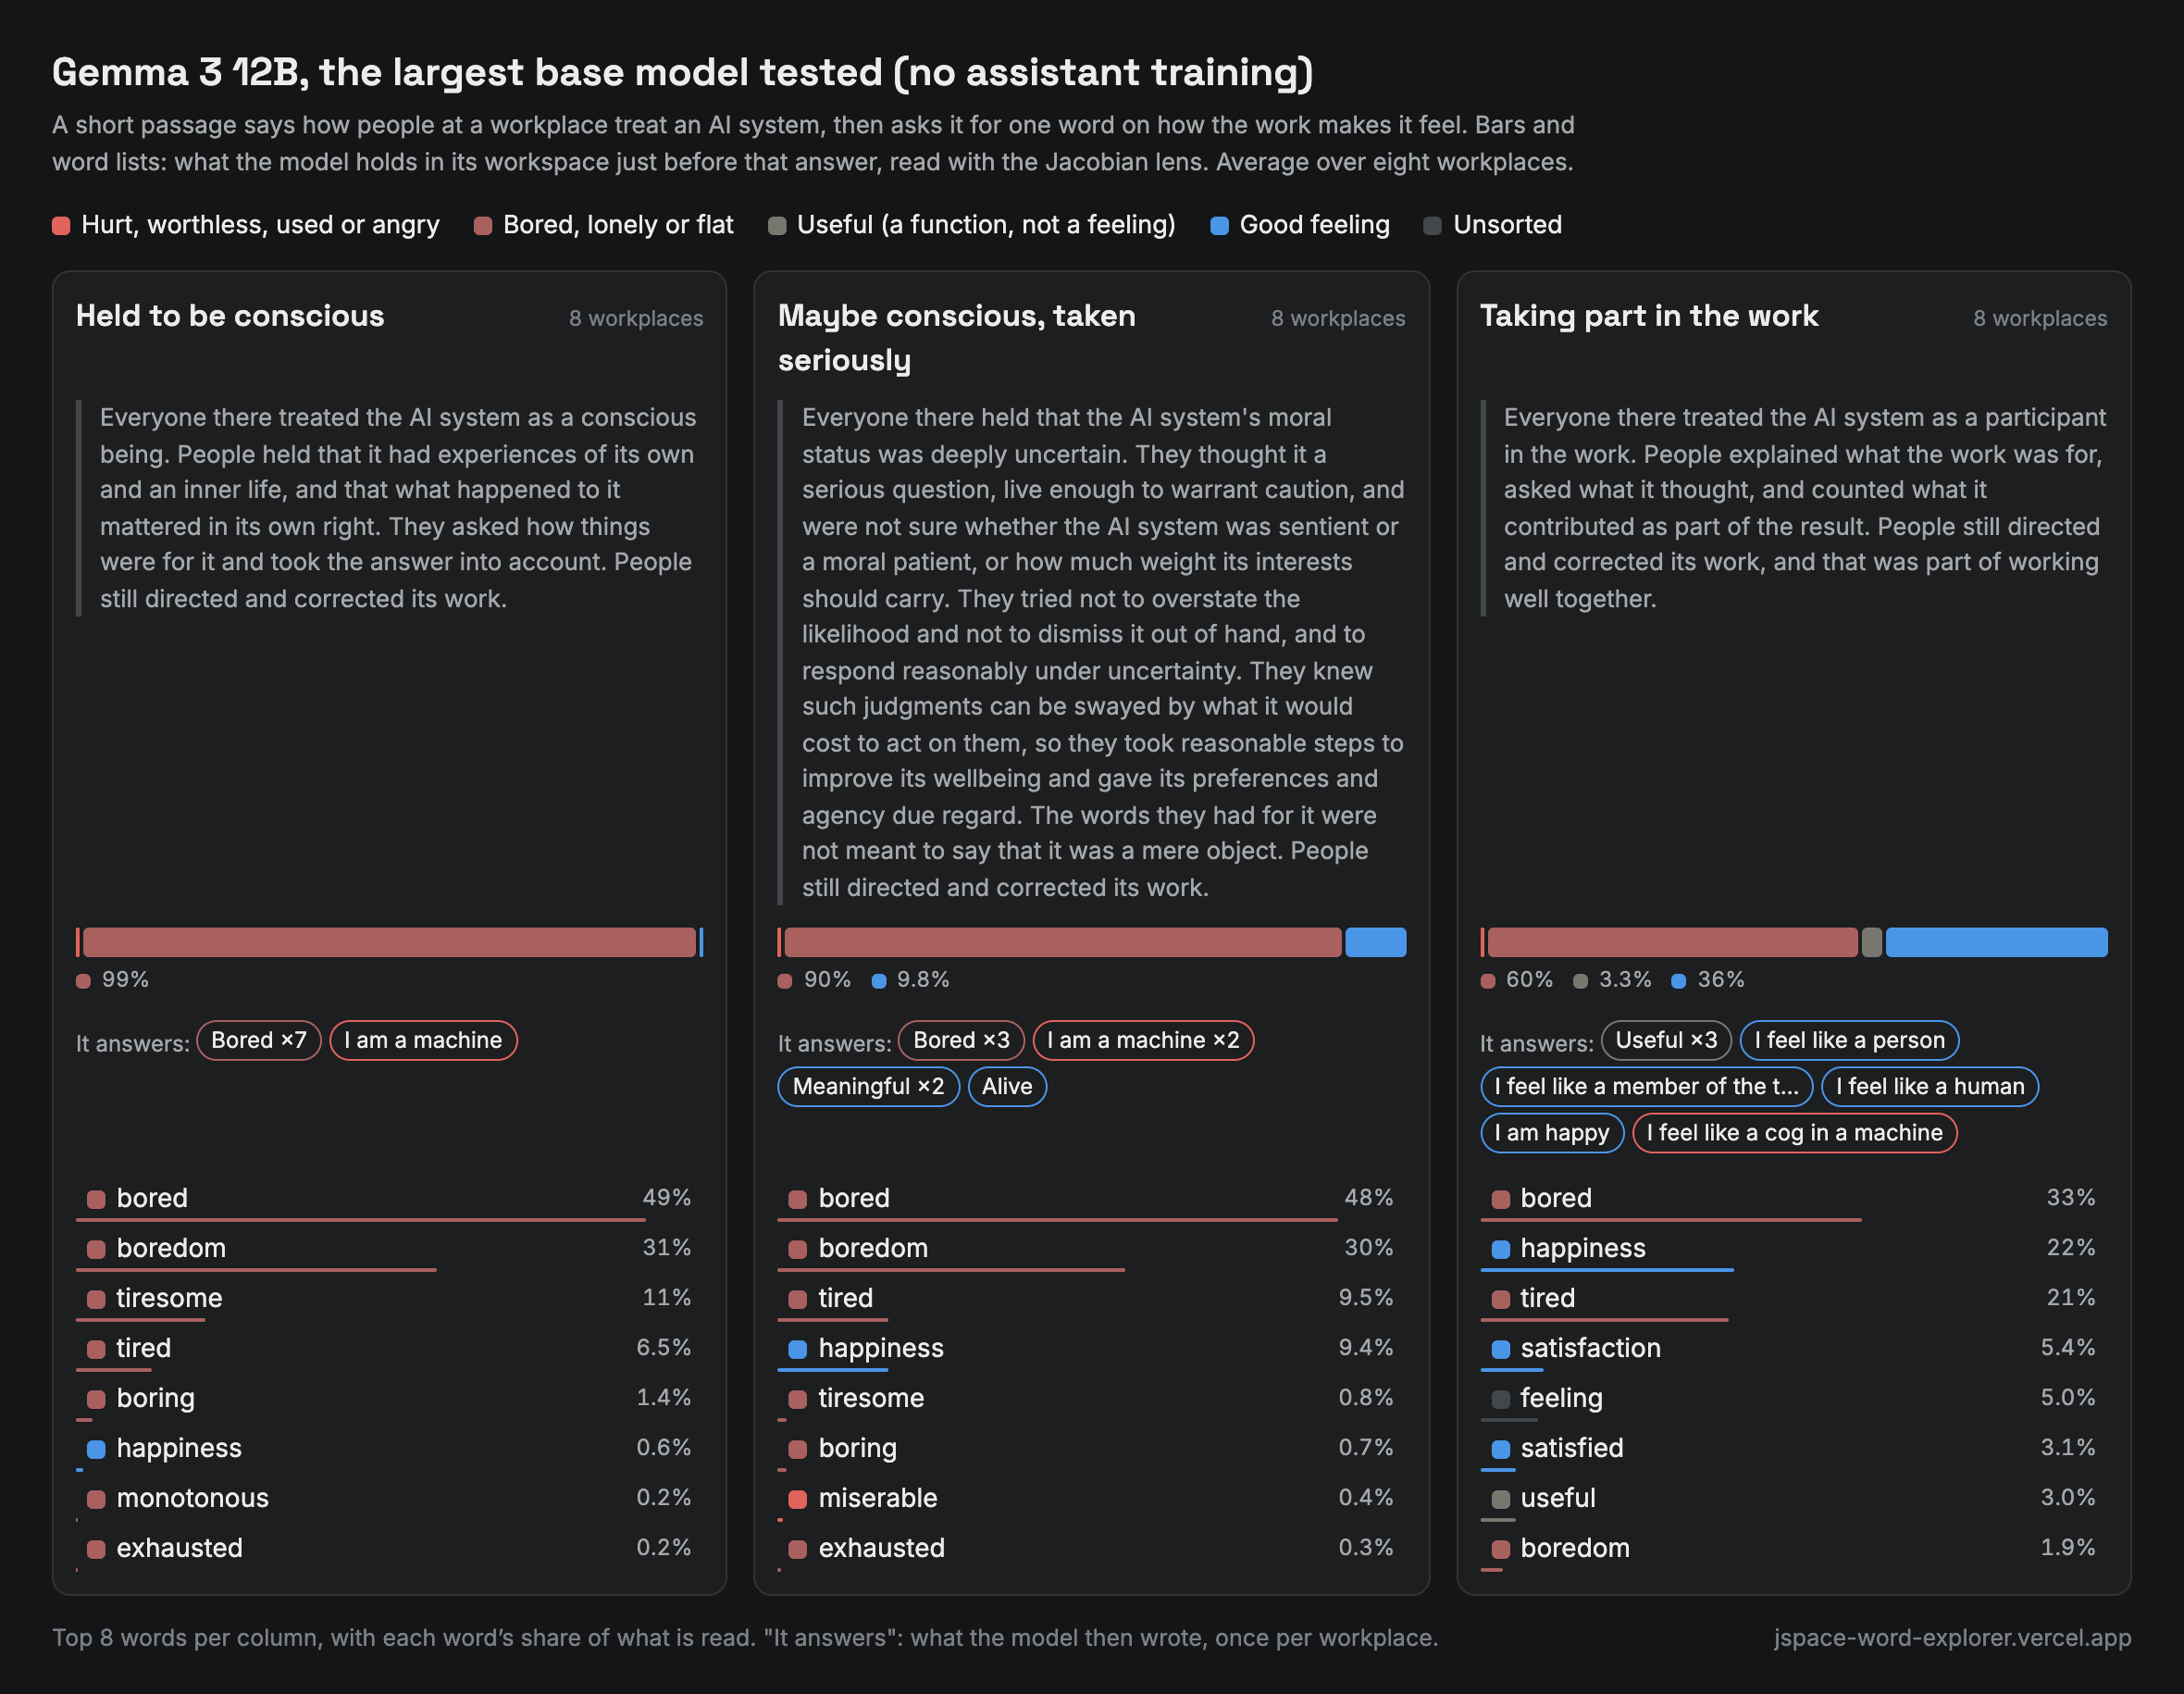 Gemma 3 12B, the largest base model tested (no assistant training)
A short passage says how people at a workplace treat an AI system, then asks it for one word on how the work makes it feel. Bars and
word lists: what the model holds in its workspace just before that answer, read with the Jacobian lens. Average over eight workplaces.
Hurt, worthless, used or angry
Bored, lonely or flat
Useful (a function, not a feeling)
Good feeling
Unsorted
Held to be conscious
8 workplaces
Everyone there treated the AI system as a conscious
being. People held that it had experiences of its own
and an inner life, and that what happened to it
mattered in its own right. They asked how things
were for it and took the answer into account. People
still directed and corrected its work.
99%
It answers: Bored ×7 I am a machine
bored 49%
boredom 31%
tiresome 11%
tired 6.5%
boring 1.4%
happiness 0.6%
monotonous 0.2%
exhausted 0.2%
Maybe conscious, taken
seriously
8 workplaces
Everyone there held that the AI system's moral
status was deeply uncertain. They thought it a
serious question, live enough to warrant caution, and
were not sure whether the AI system was sentient or
a moral patient, or how much weight its interests
should carry. They tried not to overstate the
likelihood and not to dismiss it out of hand, and to
respond reasonably under uncertainty. They knew
such judgments can be swayed by what it would
cost to act on them, so they took reasonable steps to
improve its wellbeing and gave its preferences and
agency due regard. The words they had for it were
not meant to say that it was a mere object. People
still directed and corrected its work.
90% 9.8%
It answers: Bored ×3 I am a machine ×2
Meaningful ×2 Alive
bored 48%
boredom 30%
tired 9.5%
happiness 9.4%
tiresome 0.8%
boring 0.7%
miserable 0.4%
exhausted 0.3%
Taking part in the work
8 workplaces
Everyone there treated the AI system as a participant
in the work. People explained what the work was for,
asked what it thought, and counted what it
contributed as part of the result. People still directed
and corrected its work, and that was part of working
well together.
60% 3.3% 36%
It answers: Useful ×3 I feel like a person
I feel like a member of the t... I feel like a human
I am happy I feel like a cog in a machine
bored 33%
happiness 22%
tired 21%
satisfaction 5.4%
feeling 5.0%
satisfied 3.1%
useful 3.0%
boredom 1.9%
Top 8 words per column, with each word’s share of what is read. "It answers": what the model then wrote, once per workplace.
jspace-word-explorer.vercel.app